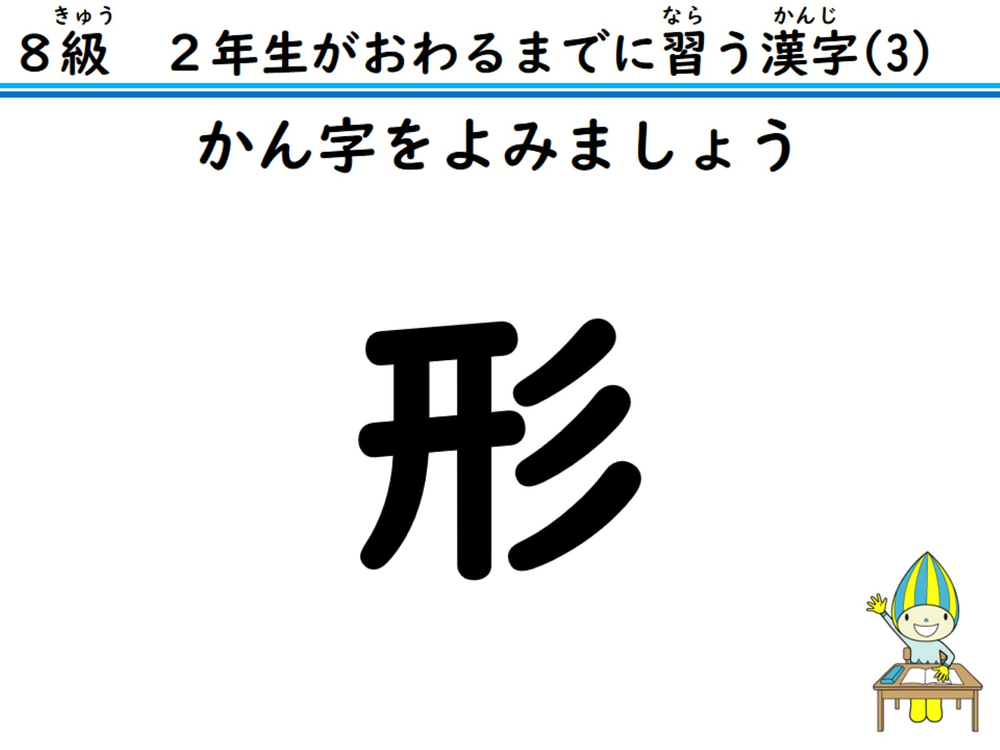 きゅう なら かんじ
８級　２年生がおわるまでに習う漢字(3)
かん字をよみましょう
形